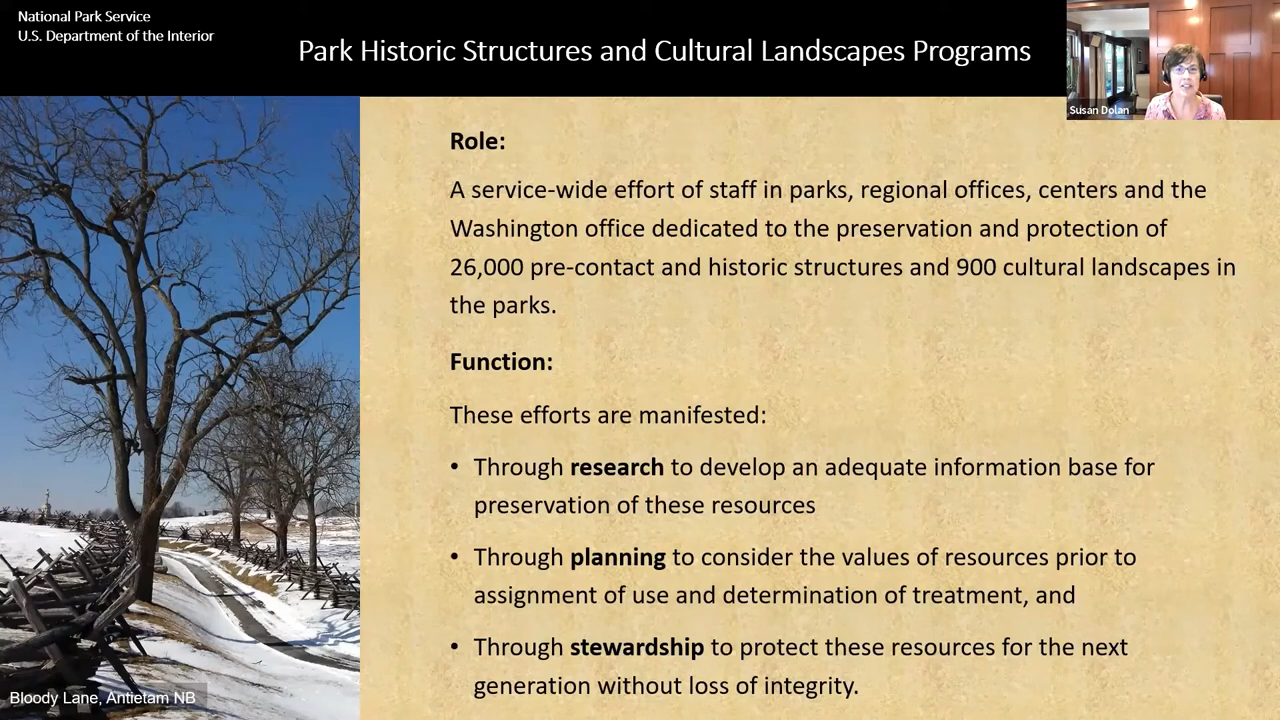 National Park Service
U.S. Department of the Interior
Park Historic Structures and Cultural Landscapes Programs
Susan Dolan
Role:
A service-wide effort of staff in parks, regional offices, centers and the
Washington office dedicated to the preservation and protection of
26,000 pre-contact and historic structures and 900 cultural landscapes in
the parks.
Function:
These efforts are manifested:
• Through research to develop an adequate information base for
preservation of these resources
• Through planning to consider the values of resources prior to
assignment of use and determination of treatment, and
• Through stewardship to protect these resources for the next
generation without loss of integrity.
Bloody Lane, Antietam NB